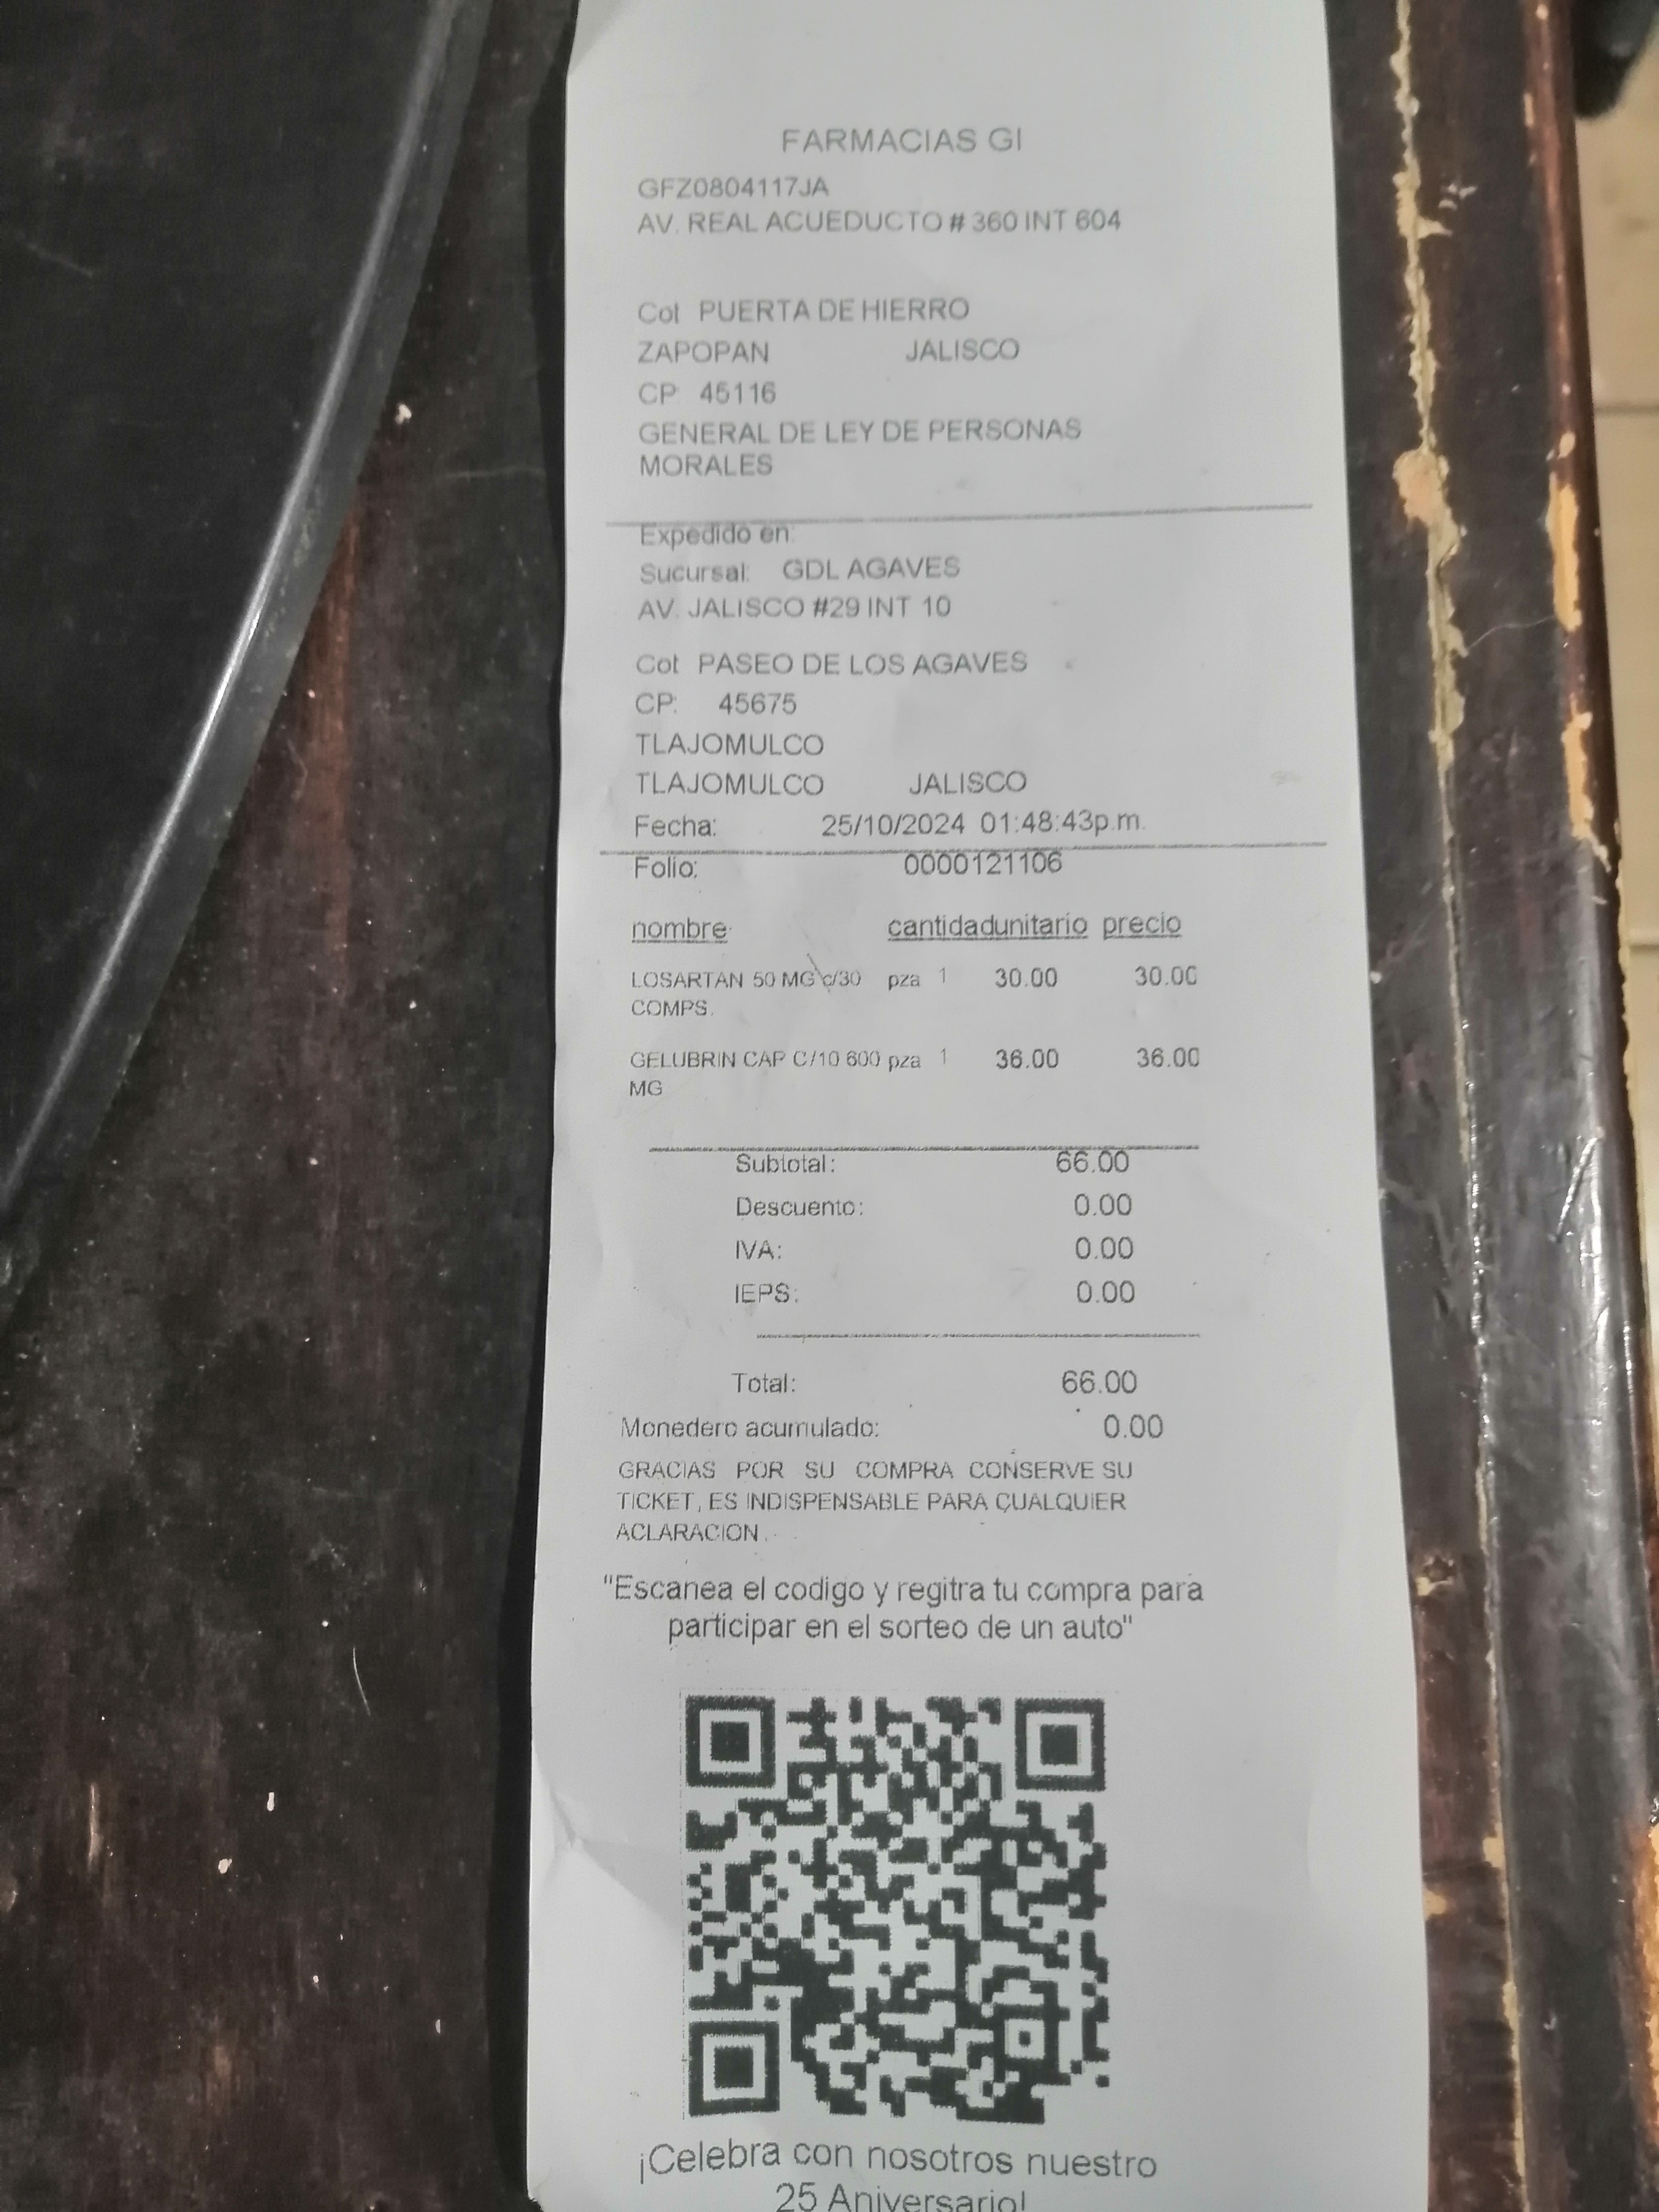 FARMACIAS GI
GFZ0804117JA
AV. REAL ACUEDUCTO # 360 INT 604
Col: PUERTA DE HIERRO
ZAPOPAN JALISCO
CP: 45116
GENERAL DE LEY DE PERSONAS
MORALES
Expedido en:
Sucursal: GDL AGAVES
AV. JALISCO #29 INT 10
Col: PASEO DE LOS AGAVES
CP: 45675
TLAJOMULCO
TLAJOMULCO JALISCO
Fecha: 25/10/2024 01:48:43p.m.
Folio: 0000121106
nombre cantidadunitario precio
LOSARTAN 50 MG c/30 pza 1 30.00 30.00
COMPS.
GELUBRIN CAP C/10 600 pza 1 36.00 36.00
MG
Subtotal: 66.00
Descuento: 0.00
IVA: 0.00
IEPS: 0.00
Total: 66.00
Monedero acumulado: 0.00
GRACIAS POR SU COMPRA CONSERVE SU
TICKET, ES INDISPENSABLE PARA CUALQUIER
ACLARACION.
"Escanea el codigo y regitra tu compra para
participar en el sorteo de un auto"
¡Celebra con nosotros nuestro
25 Aniversario!